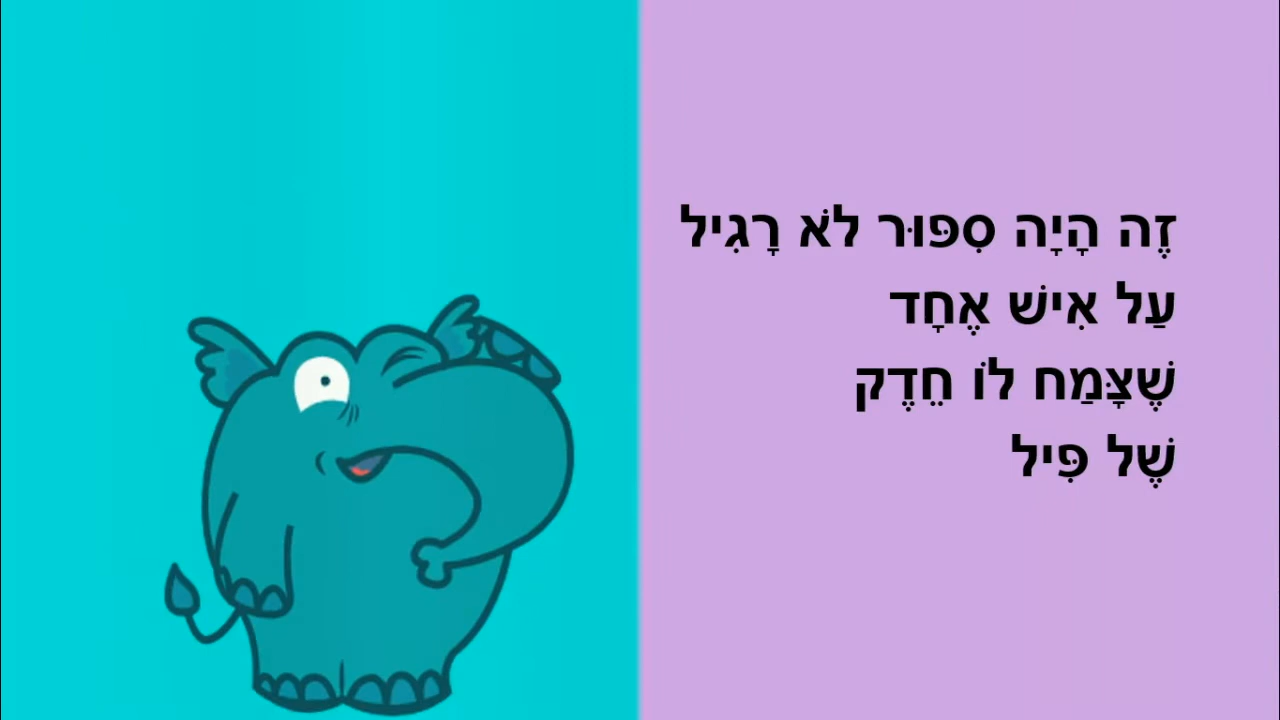 זֶה הָיָה סִפּוּר לֹא רָגִיל
עַל אִישׁ אֶחָד
שֶׁצָּמַח לוֹ חֵדֶק
שֶׁל פִּיל